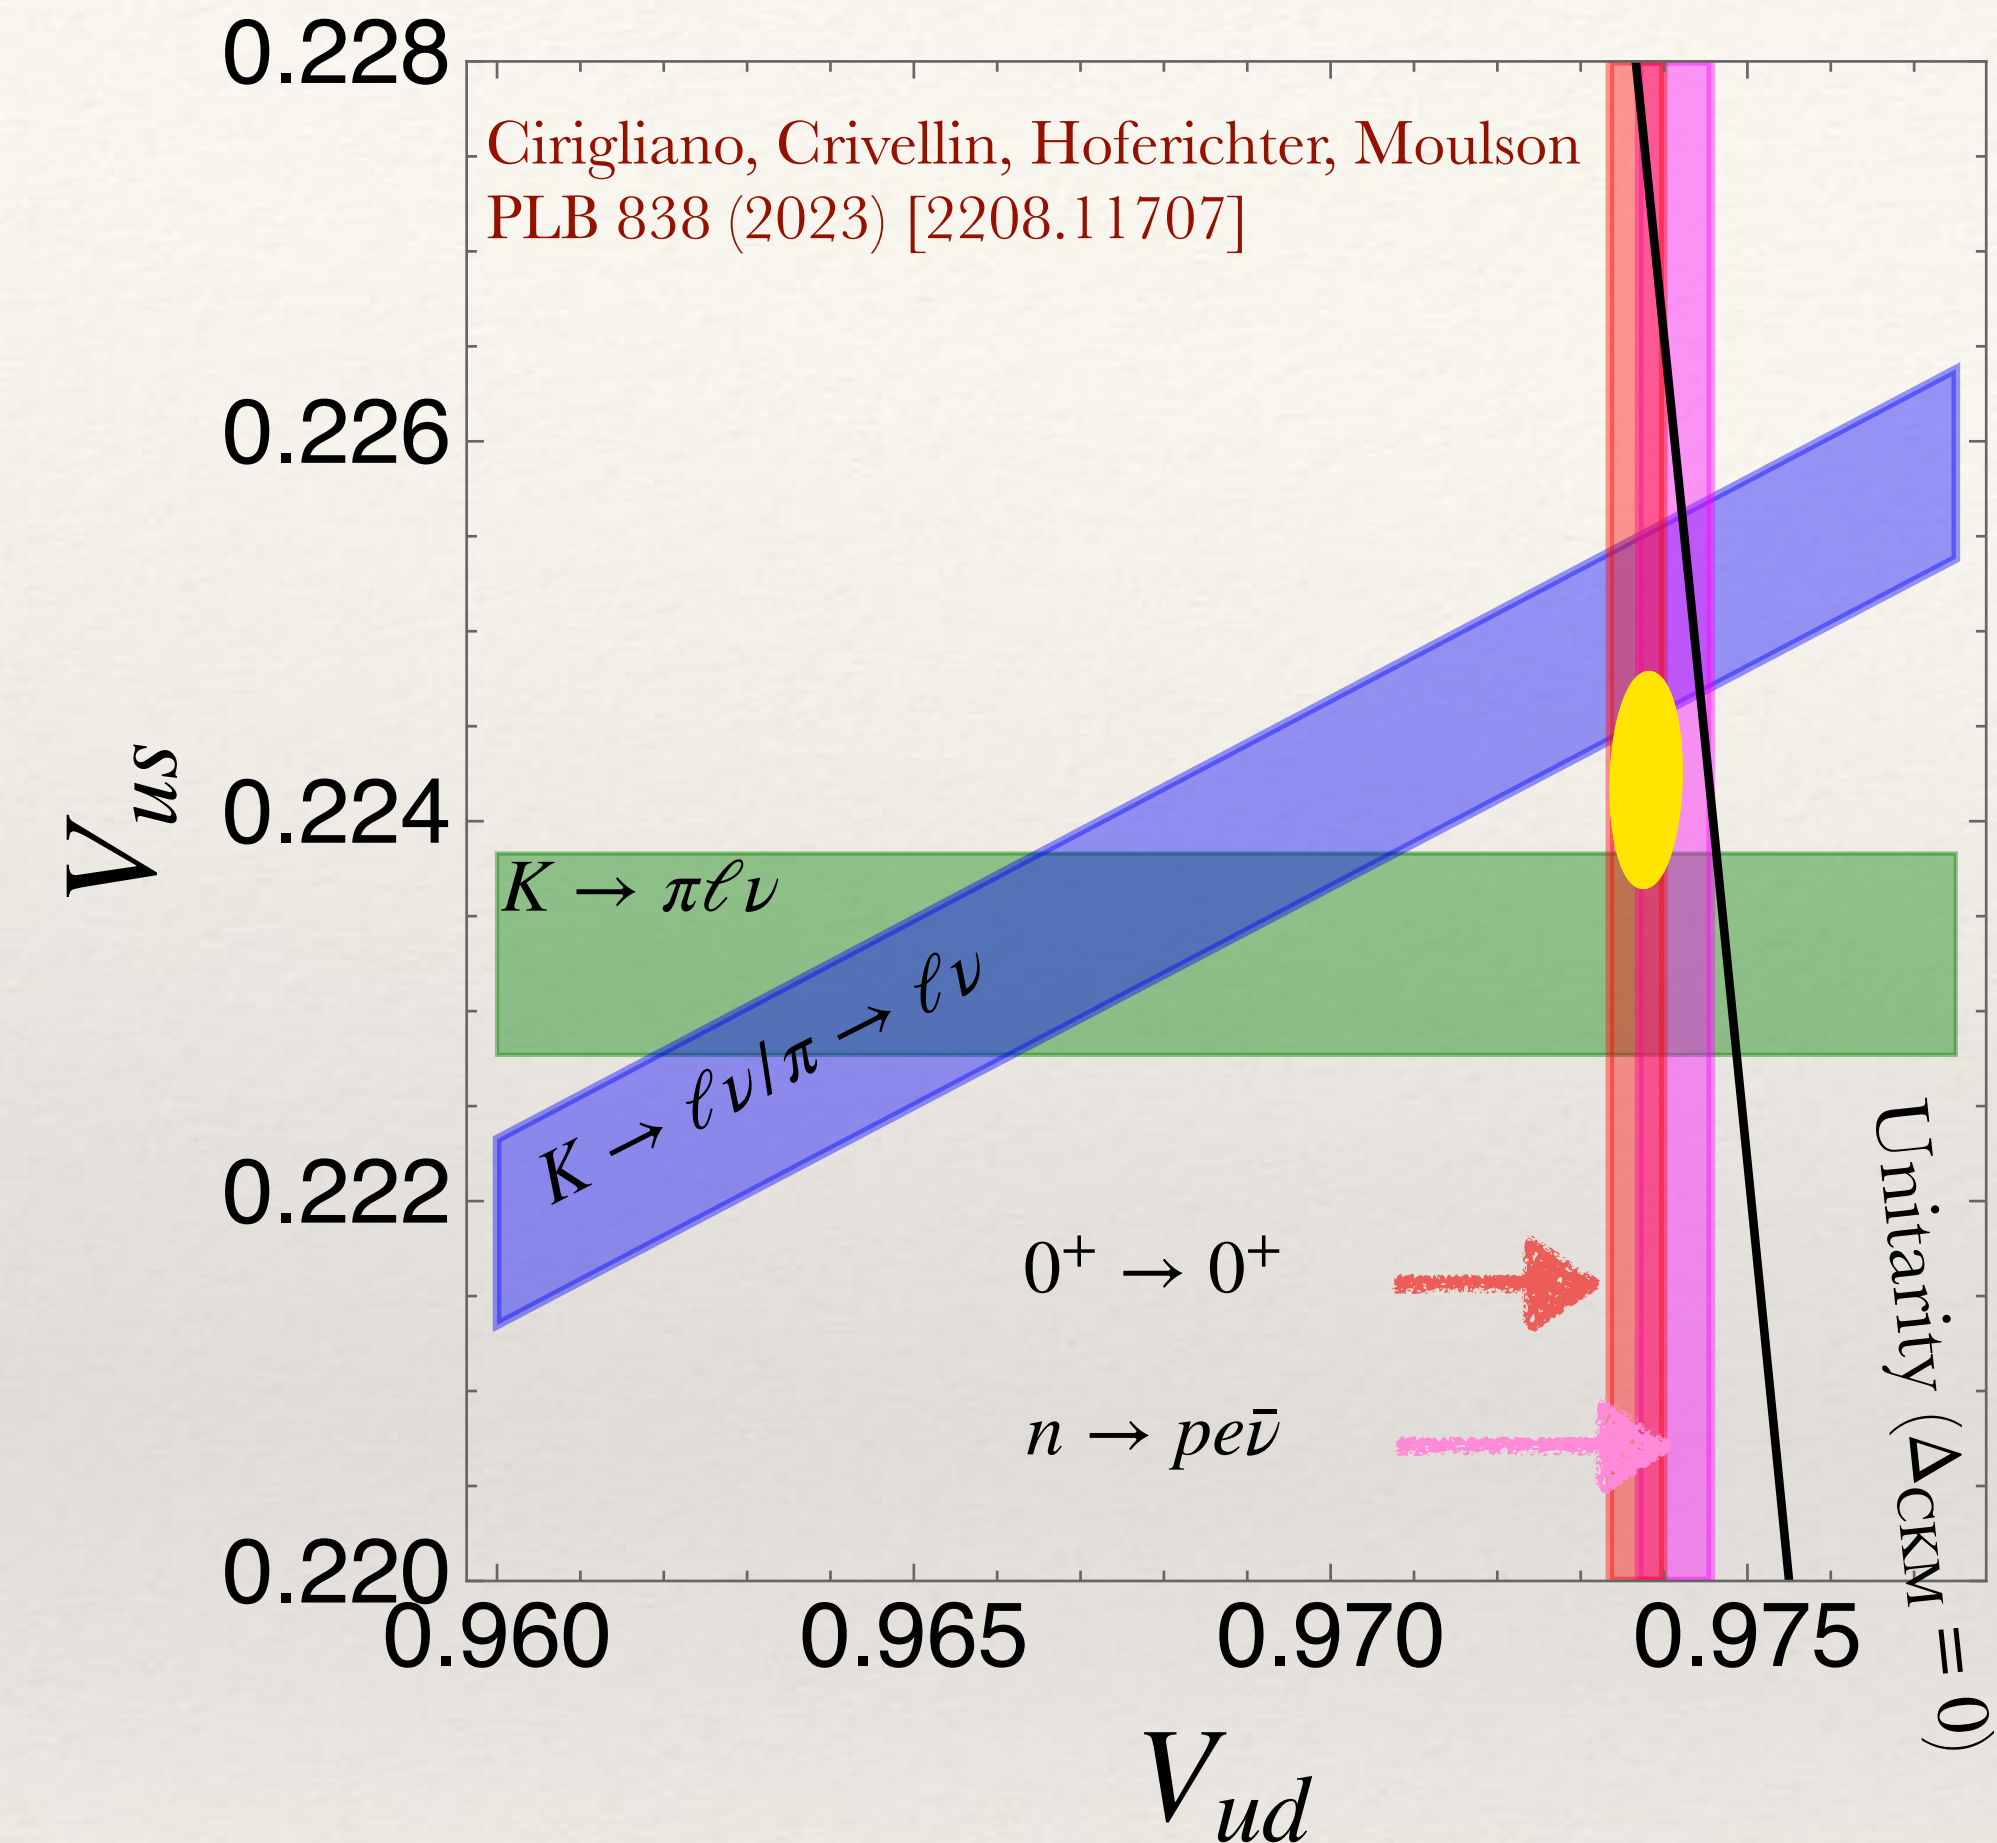 0.228
Cirigliano, Crivellin, Hoferichter, Moulson
PLB 838 (2023) [2208.11707]
0.226
V_us
0.224
K → πℓν
K → ℓν/π → ℓν
0.222
0⁺ → 0⁺
n → peν̄
Unitarity (Δ_CKM = 0)
0.220
0.960 0.965 0.970 0.975
V_ud